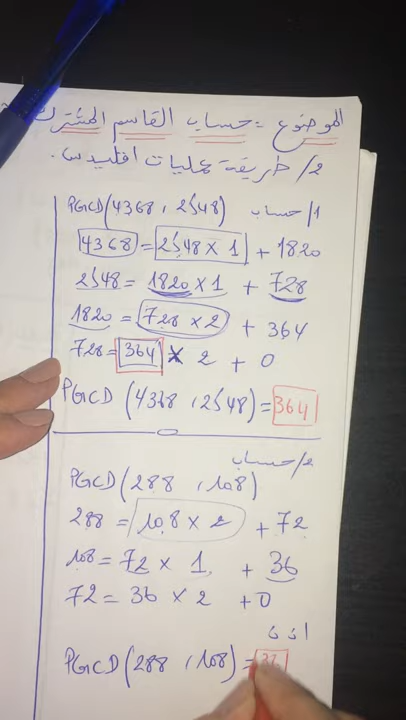 الموضوع : حساب القاسم المشترك
2/ طريقة عمليات اقليدس.
1/ حساب PGCD(4368 , 2548)
4368 = 2548 × 1 + 1820
2548 = 1820 × 1 + 728
1820 = 728 × 2 + 364
728 = 364 × 2 + 0
PGCD (4368 , 2548) = 364
2/ حساب
PGCD(288 , 108)
288 = 108 × 2 + 72
108 = 72 × 1 + 36
72 = 36 × 2 + 0
اذن
PGCD(288 , 108) = 36